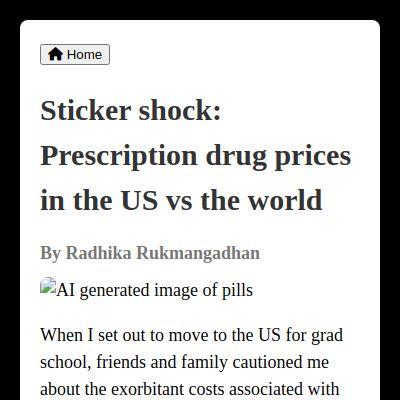 Home
Sticker shock:
Prescription drug prices
in the US vs the world
By Radhika Rukmangadhan
AI generated image of pills
When I set out to move to the US for grad
school, friends and family cautioned me
about the exorbitant costs associated with